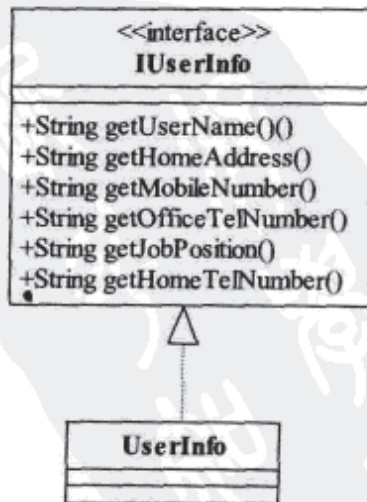 <<interface>>
IUserInfo
+String getUserName()()
+String getHomeAddress()
+String getMobileNumber()
+String getOfficeTelNumber()
+String getJobPosition()
+String getHomeTelNumber()
UserInfo